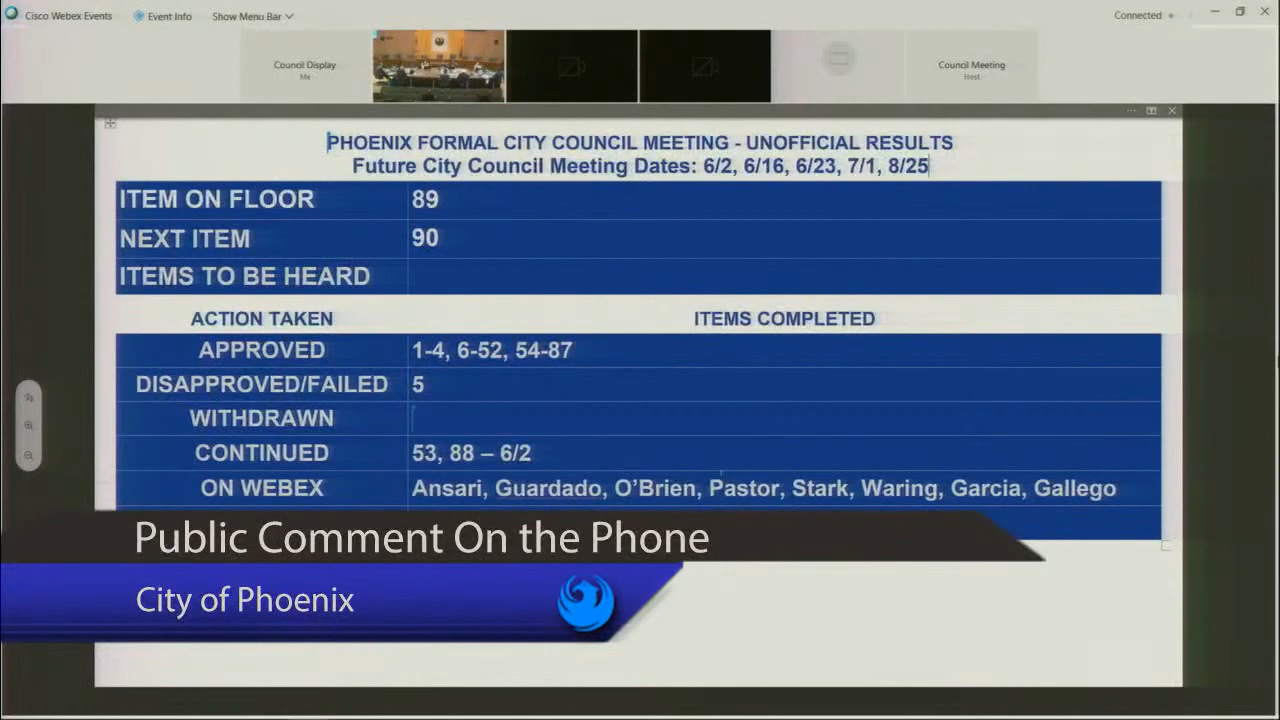 Cisco Webex Events Event Info Show Menu Bar Connected
Council Display
Me
Council Meeting
Host
PHOENIX FORMAL CITY COUNCIL MEETING - UNOFFICIAL RESULTS
Future City Council Meeting Dates: 6/2, 6/16, 6/23, 7/1, 8/25
ITEM ON FLOOR 89
NEXT ITEM 90
ITEMS TO BE HEARD
ACTION TAKEN ITEMS COMPLETED
APPROVED 1-4, 6-52, 54-87
DISAPPROVED/FAILED 5
WITHDRAWN
CONTINUED 53, 88 – 6/2
ON WEBEX Ansari, Guardado, O'Brien, Pastor, Stark, Waring, Garcia, Gallego
Public Comment On the Phone
City of Phoenix